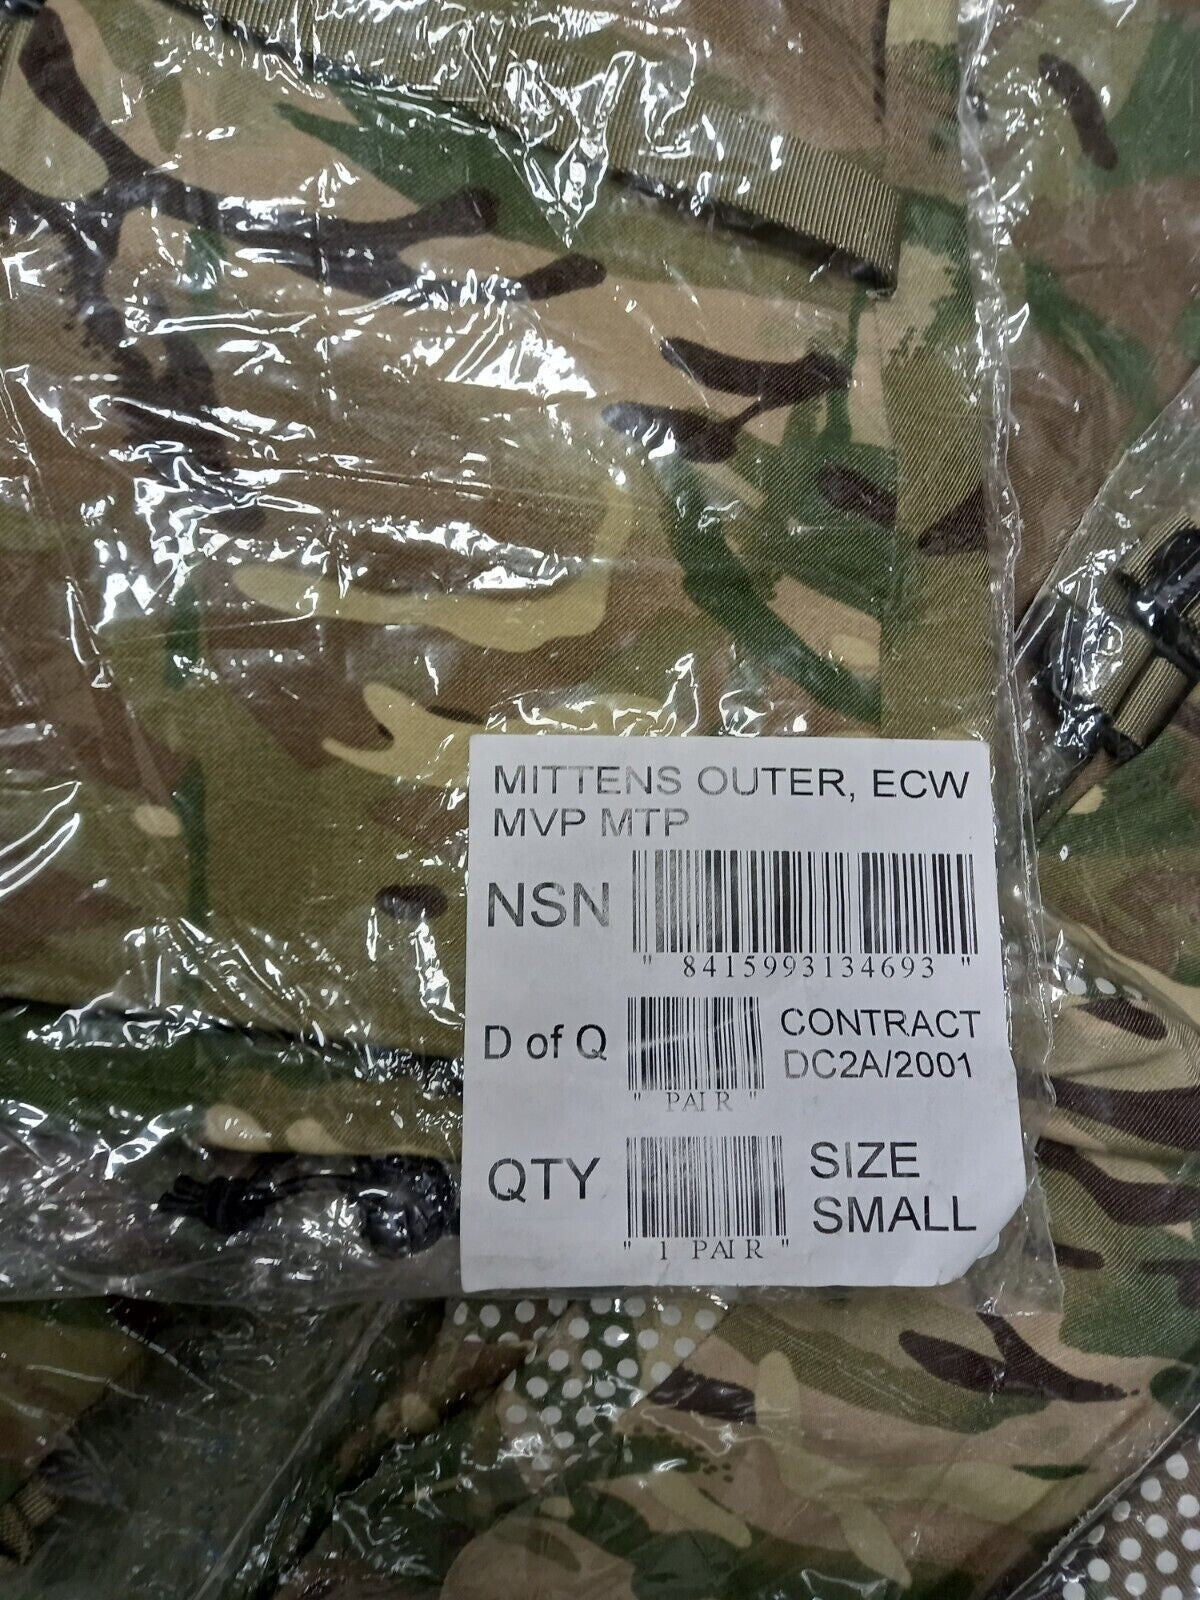 MITTENS OUTER, ECW
MVP MTP
NSN
" 8415993134693 "
D of Q
" PAIR "
CONTRACT
DC2A/2001
QTY
" 1 PAIR "
SIZE
SMALL